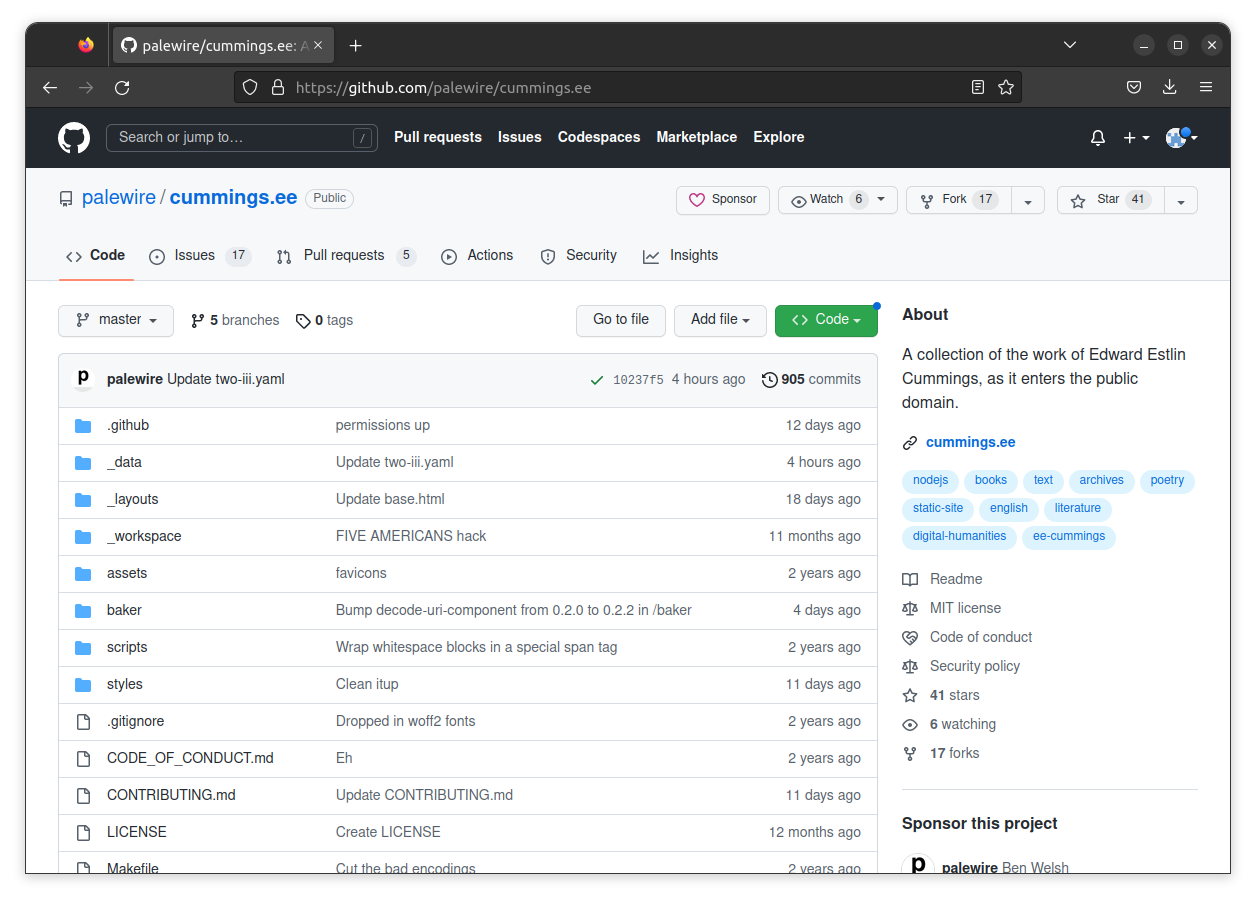 palewire/cummings.ee: A
https://github.com/palewire/cummings.ee
Search or jump to… / Pull requests Issues Codespaces Marketplace Explore
palewire / cummings.ee Public Sponsor Watch 6 Fork 17 Star 41
Code Issues 17 Pull requests 5 Actions Security Insights
master 5 branches 0 tags Go to file Add file Code
palewire Update two-iii.yaml 10237f5 4 hours ago 905 commits
.github permissions up 12 days ago
_data Update two-iii.yaml 4 hours ago
_layouts Update base.html 18 days ago
_workspace FIVE AMERICANS hack 11 months ago
assets favicons 2 years ago
baker Bump decode-uri-component from 0.2.0 to 0.2.2 in /baker 4 days ago
scripts Wrap whitespace blocks in a special span tag 2 years ago
styles Clean itup 11 days ago
.gitignore Dropped in woff2 fonts 2 years ago
CODE_OF_CONDUCT.md Eh 2 years ago
CONTRIBUTING.md Update CONTRIBUTING.md 11 days ago
LICENSE Create LICENSE 12 months ago
Makefile Cut the bad encodings 2 years ago
About
A collection of the work of Edward Estlin
Cummings, as it enters the public
domain.
cummings.ee
nodejs books text archives poetry
static-site english literature
digital-humanities ee-cummings
Readme
MIT license
Code of conduct
Security policy
41 stars
6 watching
17 forks
Sponsor this project
p palewire Ben Welsh